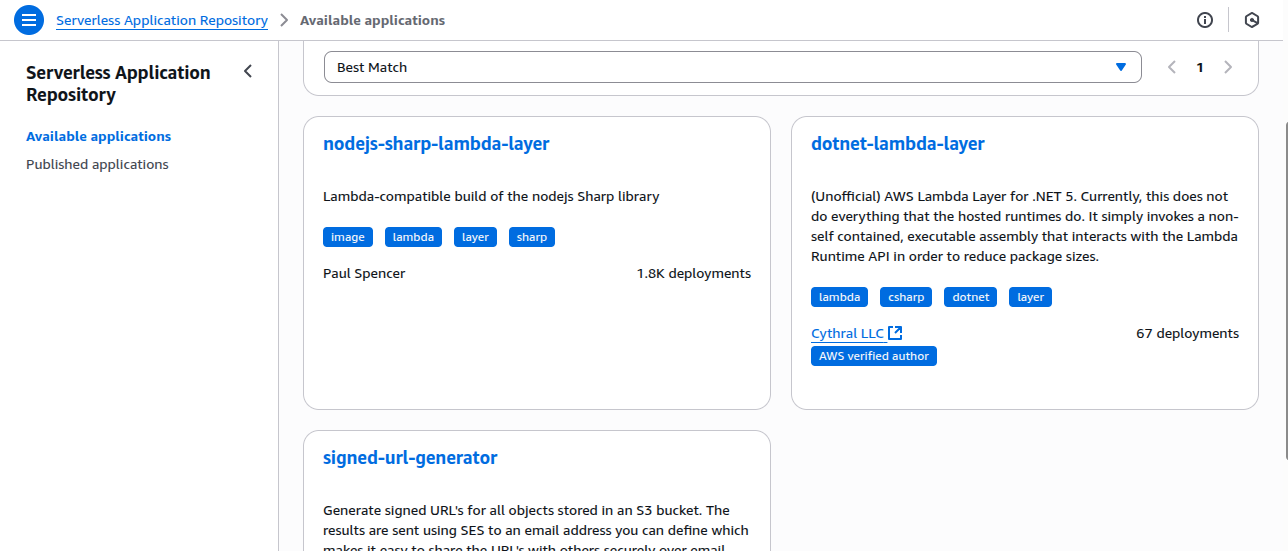 Serverless Application Repository > Available applications
Serverless Application
Repository
Available applications
Published applications
Best Match
1
nodejs-sharp-lambda-layer
Lambda-compatible build of the nodejs Sharp library
image lambda layer sharp
Paul Spencer 1.8K deployments
dotnet-lambda-layer
(Unofficial) AWS Lambda Layer for .NET 5. Currently, this does not
do everything that the hosted runtimes do. It simply invokes a non-
self contained, executable assembly that interacts with the Lambda
Runtime API in order to reduce package sizes.
lambda csharp dotnet layer
Cythral LLC 67 deployments
AWS verified author
signed-url-generator
Generate signed URL's for all objects stored in an S3 bucket. The
results are sent using SES to an email address you can define which
makes it easy to share the URL's with others securely over email